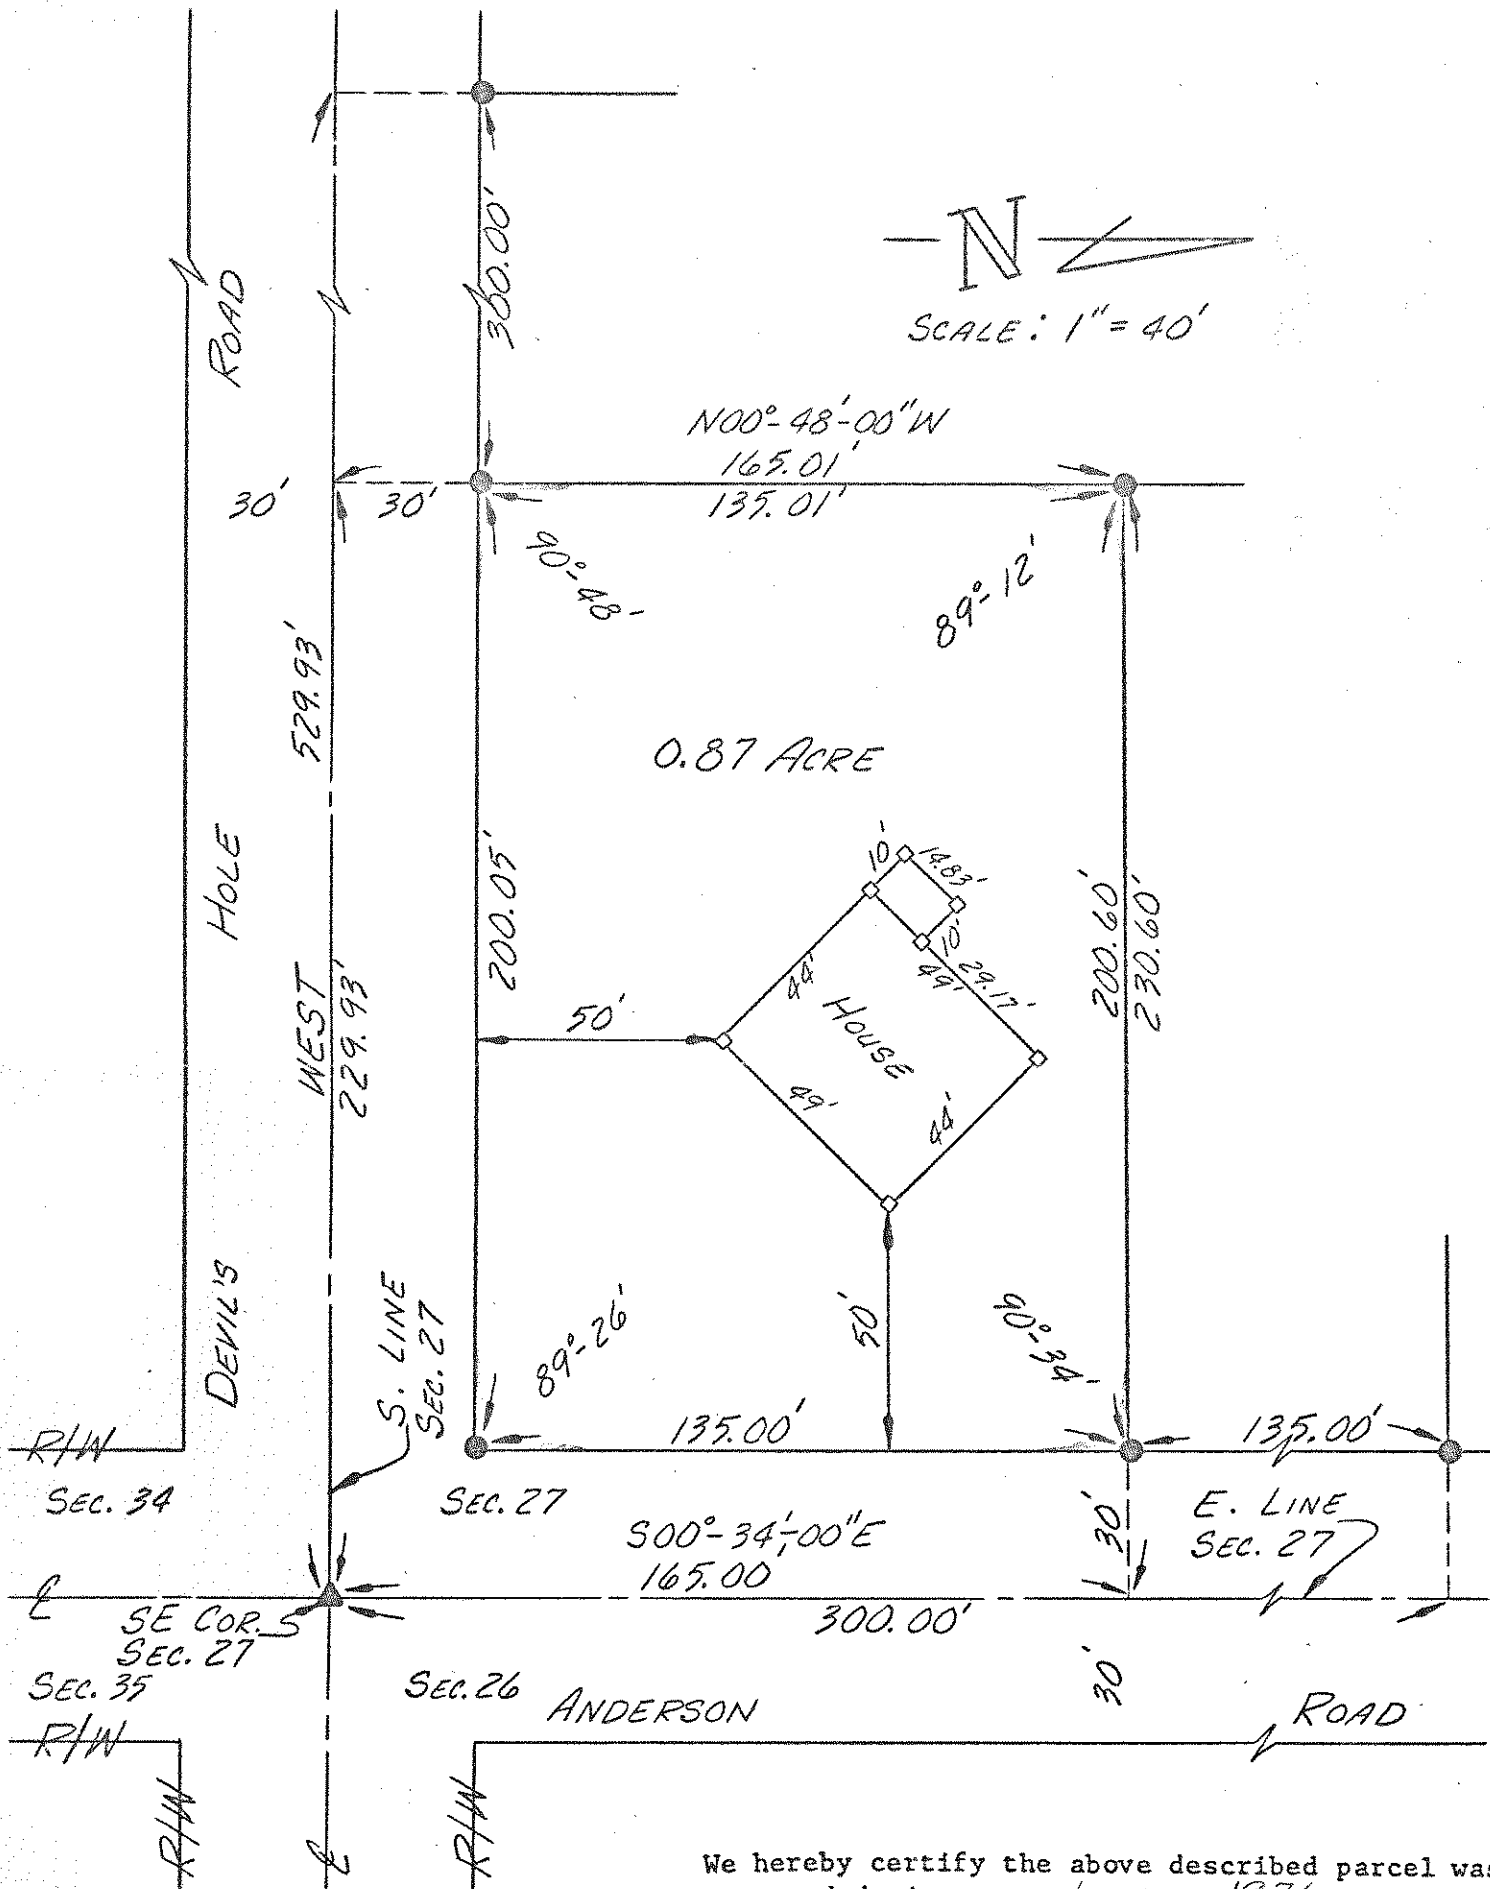 300.00'
N
SCALE: 1" = 40'
ROAD
N00°-48'-00"W
165.01'
135.01'
30'
30'
90°-48'
89°-12'
529.93'
0.87 ACRE
HOLE
200.05'
10'
14.83'
10'
49'
29.17'
44'
HOUSE
200.60'
230.60'
WEST
229.93'
50'
49'
44'
DEVIL'S
S. LINE
SEC. 27
89°-26'
50'
90°-34'
135.00'
135.00'
R/W
SEC. 34
SEC. 27
S00°-34'-00"E
165.00'
300.00'
30'
E. LINE
SEC. 27
℄
SE COR.
SEC. 27
SEC. 35
SEC. 26
30'
ANDERSON
ROAD
R/W
R/W
℄
R/W
We hereby certify the above described parcel was